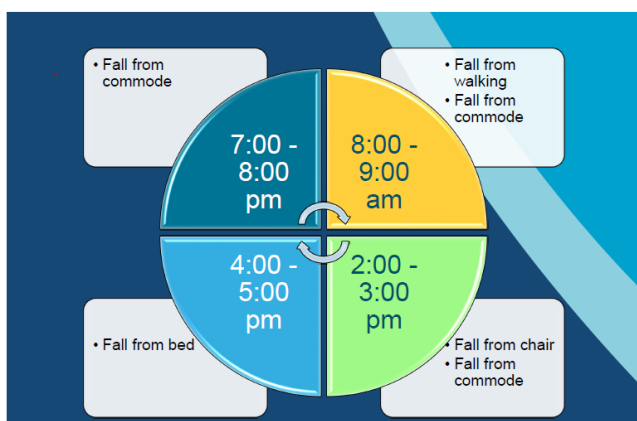 • Fall from
commode
• Fall from
walking
• Fall from
commode
7:00 -
8:00
pm
8:00 -
9:00
am
4:00 -
5:00
pm
2:00 -
3:00
pm
• Fall from bed
• Fall from chair
• Fall from
commode